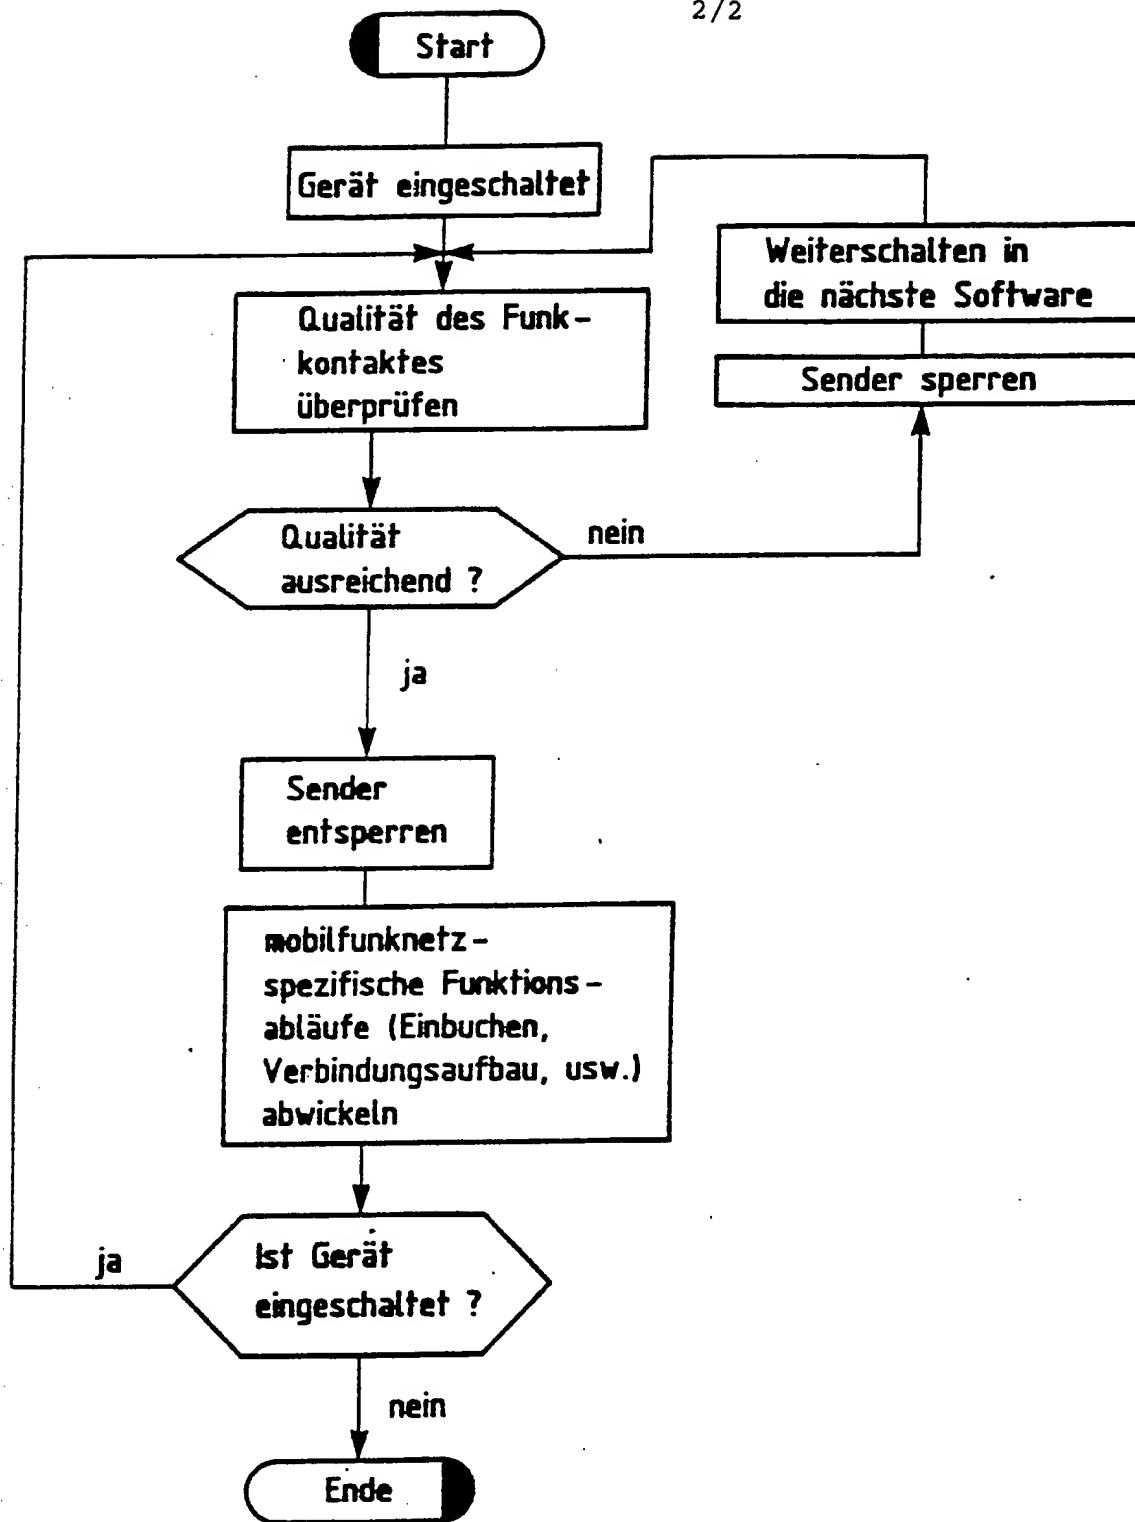 2/2
Start
Gerät eingeschaltet
Weiterschalten in
die nächste Software
Sender sperren
Qualität des Funk-
kontaktes
überprüfen
Qualität
ausreichend ?
nein
ja
Sender
entsperren
mobilfunknetz-
spezifische Funktions-
abläufe (Einbuchen,
Verbindungsaufbau, usw.)
abwickeln
Ist Gerät
eingeschaltet ?
ja
nein
Ende